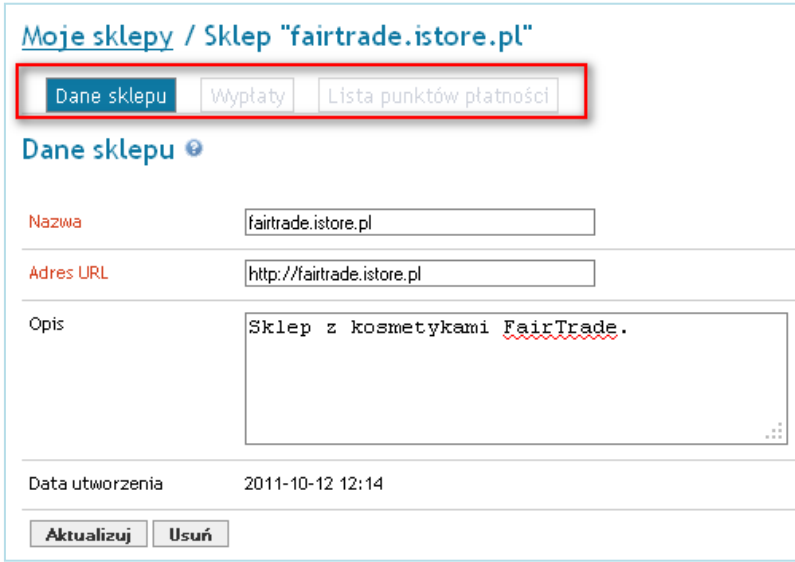 Moje sklepy / Sklep "fairtrade.istore.pl"
Dane sklepu Wypłaty Lista punktów płatności
Dane sklepu
Nazwa fairtrade.istore.pl
Adres URL http://fairtrade.istore.pl
Opis Sklep z kosmetykami FairTrade.
Data utworzenia 2011-10-12 12:14
Aktualizuj Usuń